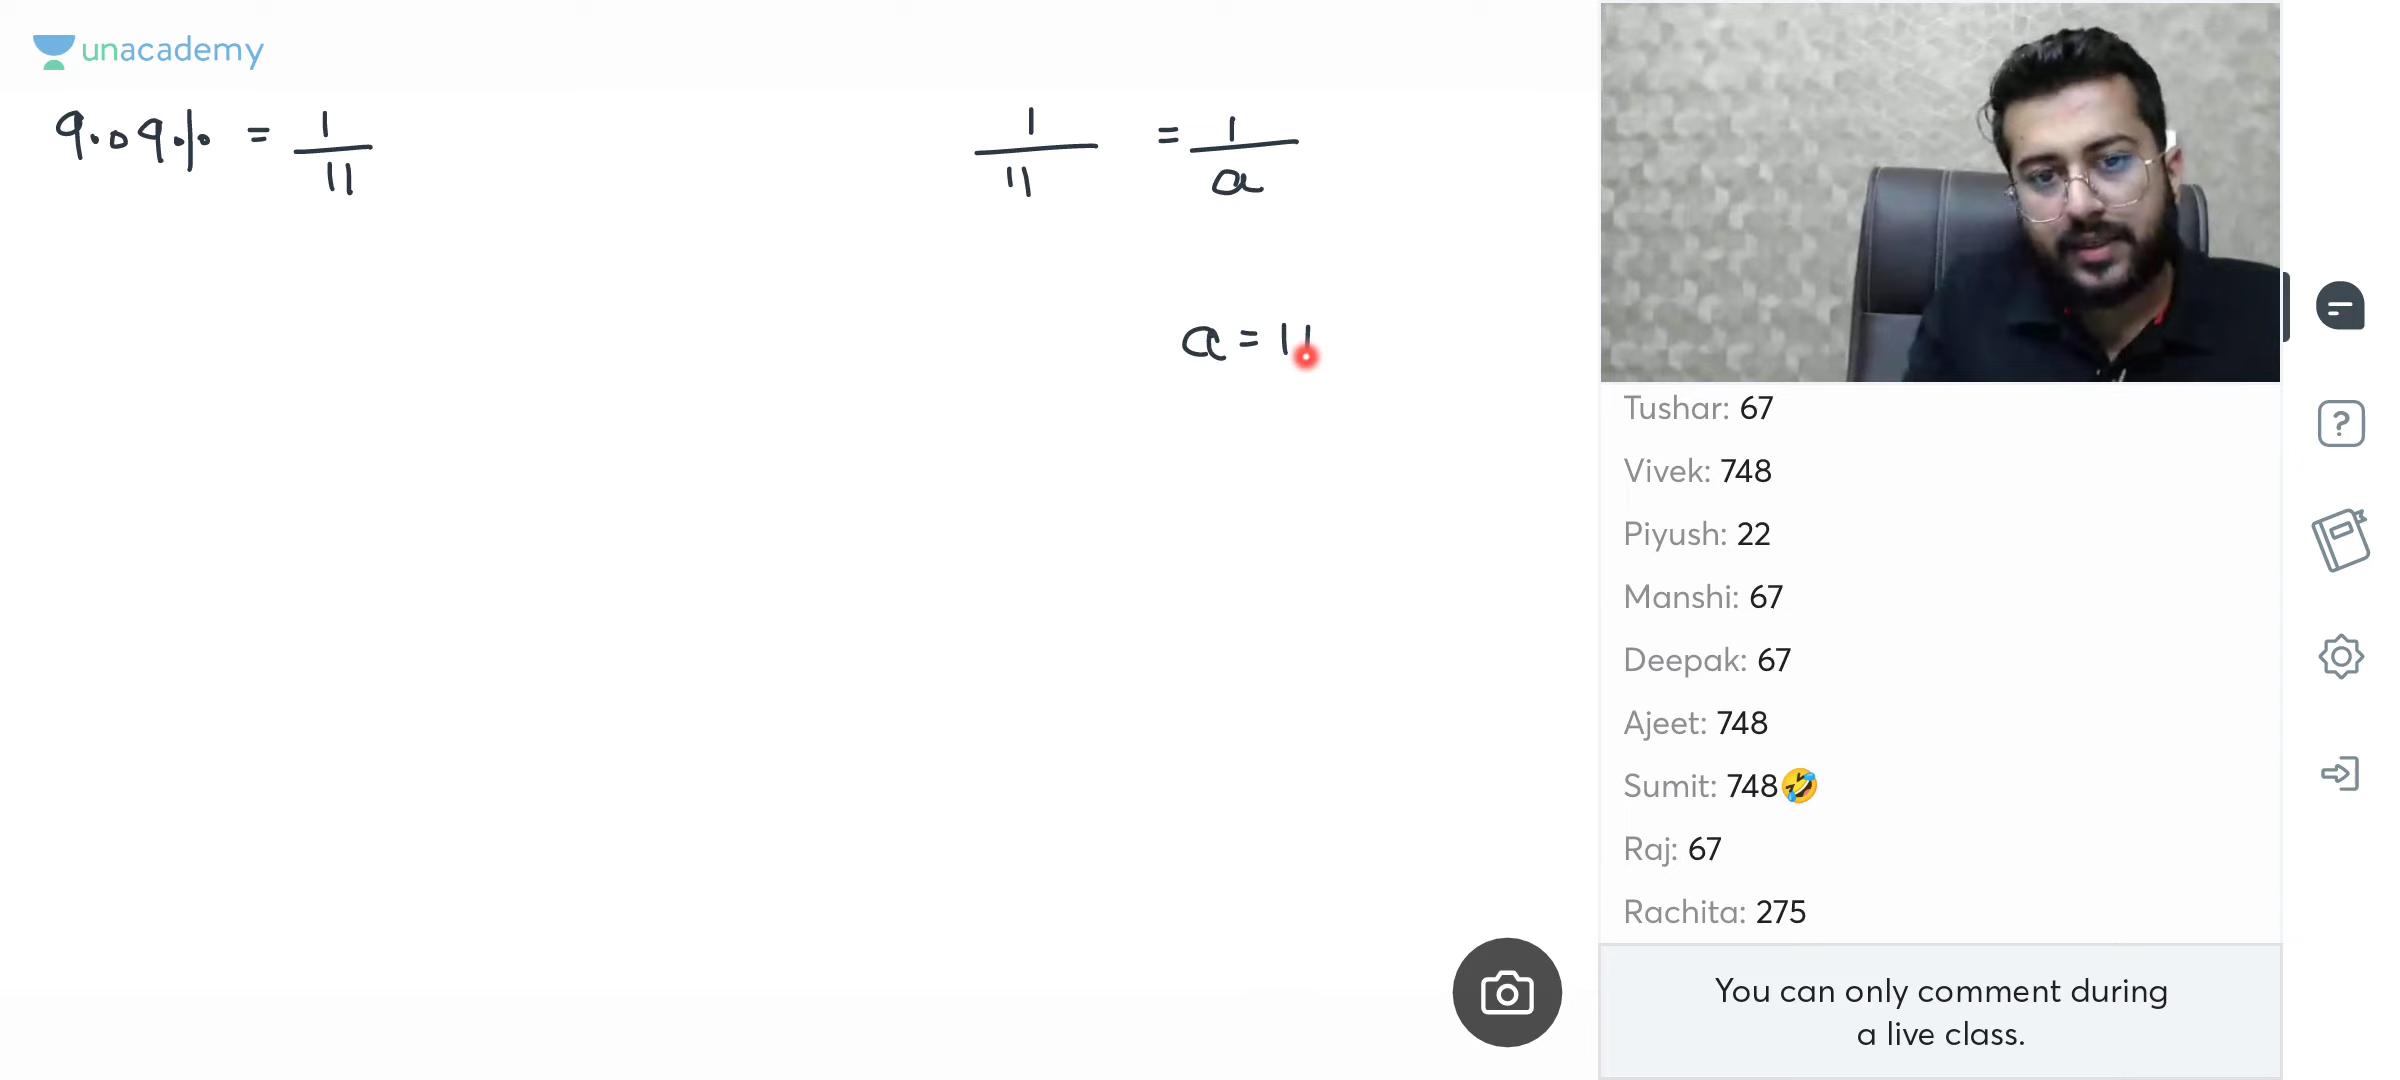 unacademy
9.09% = 1/11
1/11 = 1/a
a = 11
Tushar: 67
Vivek: 748
Piyush: 22
Manshi: 67
Deepak: 67
Ajeet: 748
Sumit: 748🤣
Raj: 67
Rachita: 275
You can only comment during
a live class.
?